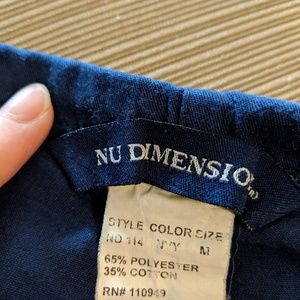 NU DIMENSIO
STYLE COLOR SIZE
ND 114 NVY M
65% POLYESTER
35% COTTON
RN# 110949